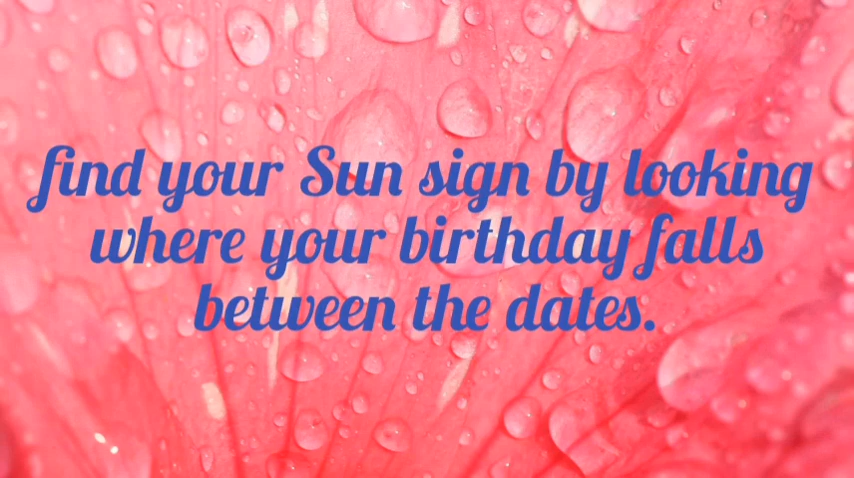 find your Sun sign by looking
where your birthday falls
between the dates.